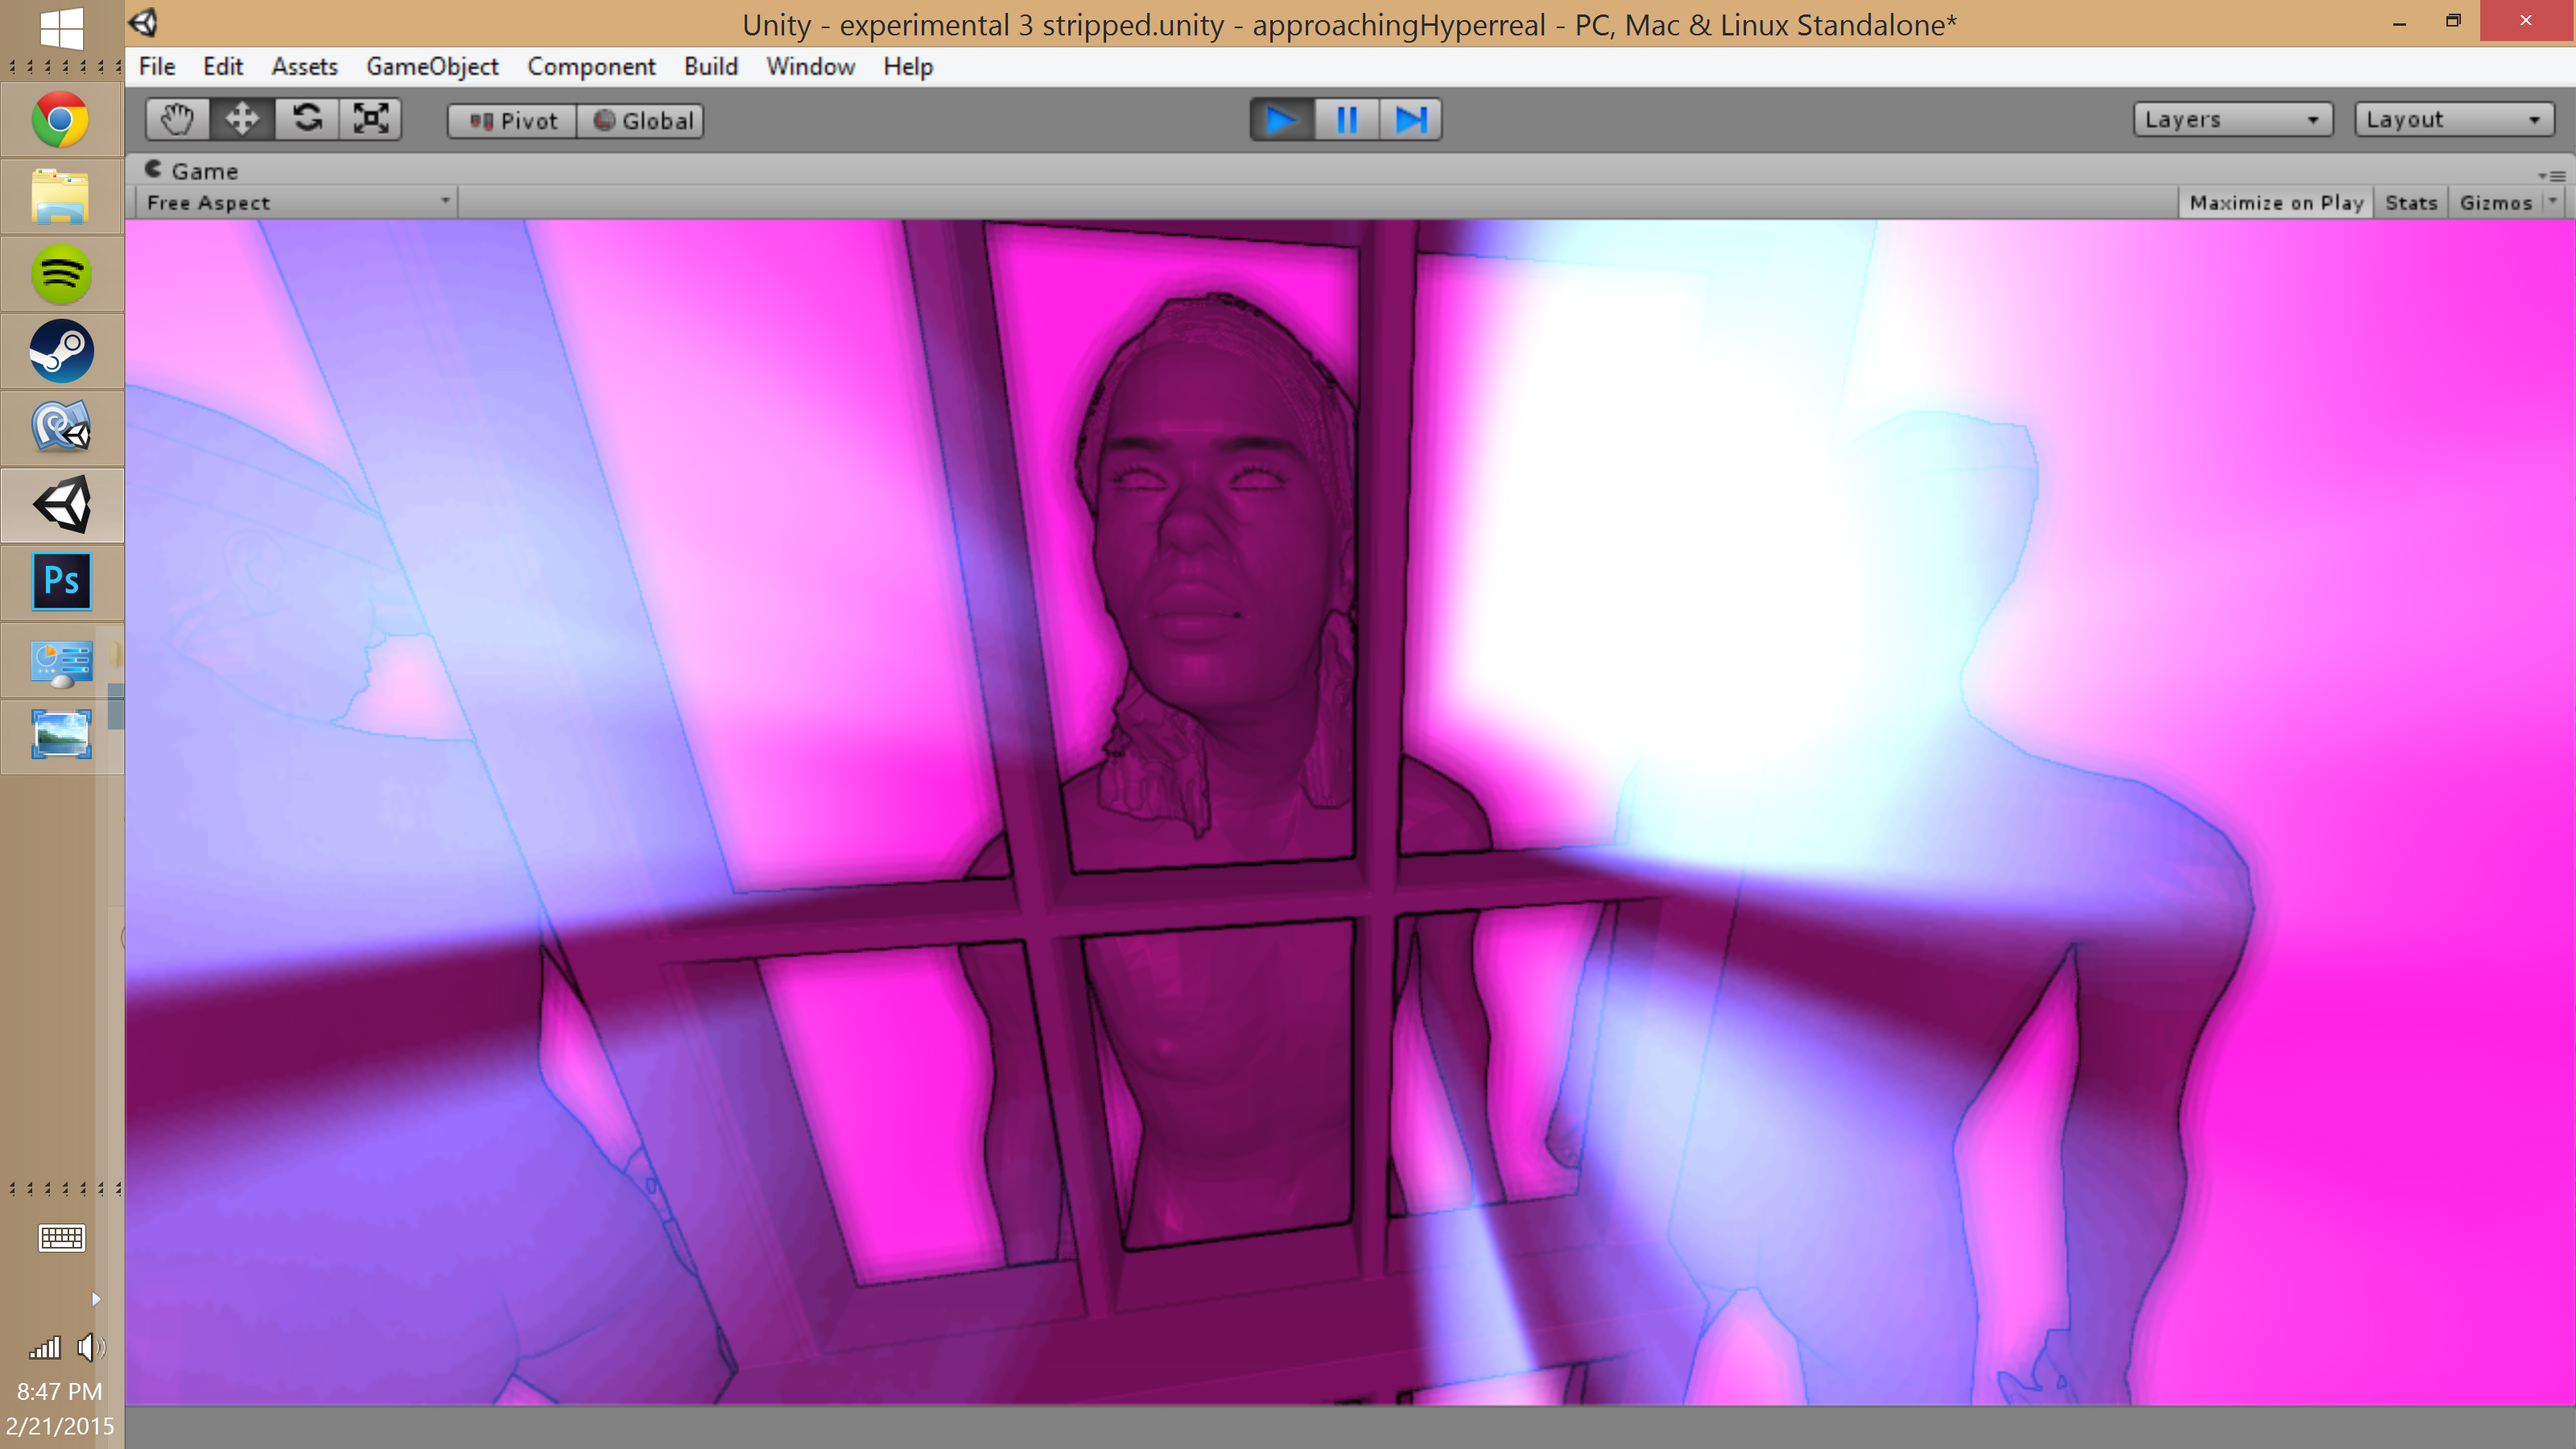 Unity - experimental 3 stripped.unity - approachingHyperreal - PC, Mac & Linux Standalone*
File Edit Assets GameObject Component Build Window Help
Pivot Global Layers Layout
Game
Free Aspect Maximize on Play Stats Gizmos
Ps
8:47 PM
2/21/2015